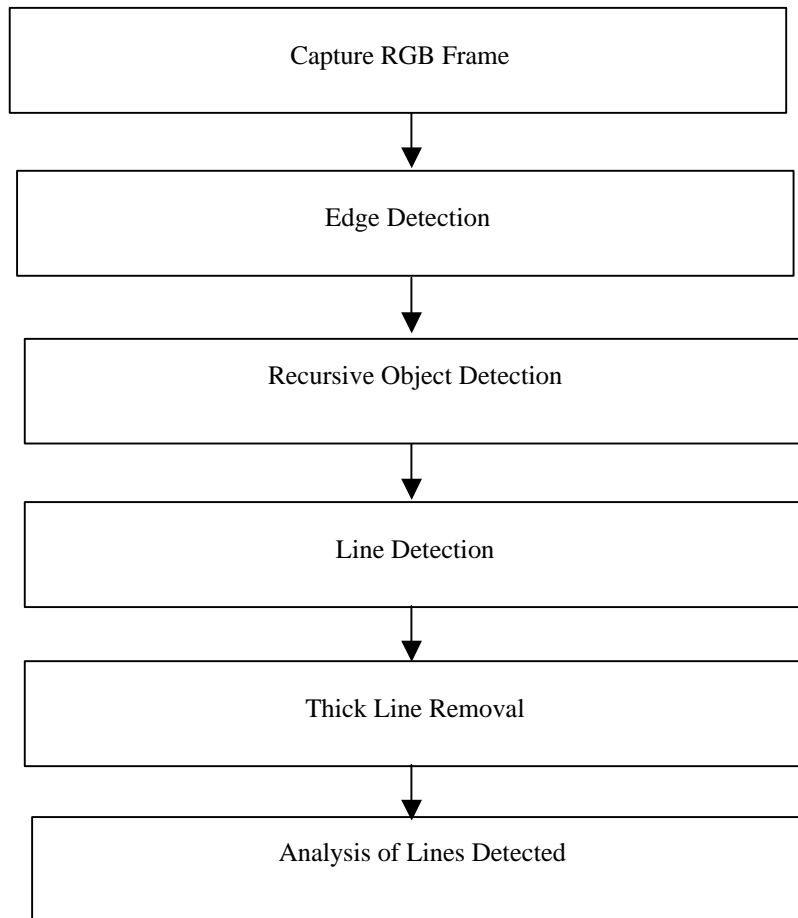 Capture RGB Frame
Edge Detection
Recursive Object Detection
Line Detection
Thick Line Removal
Analysis of Lines Detected